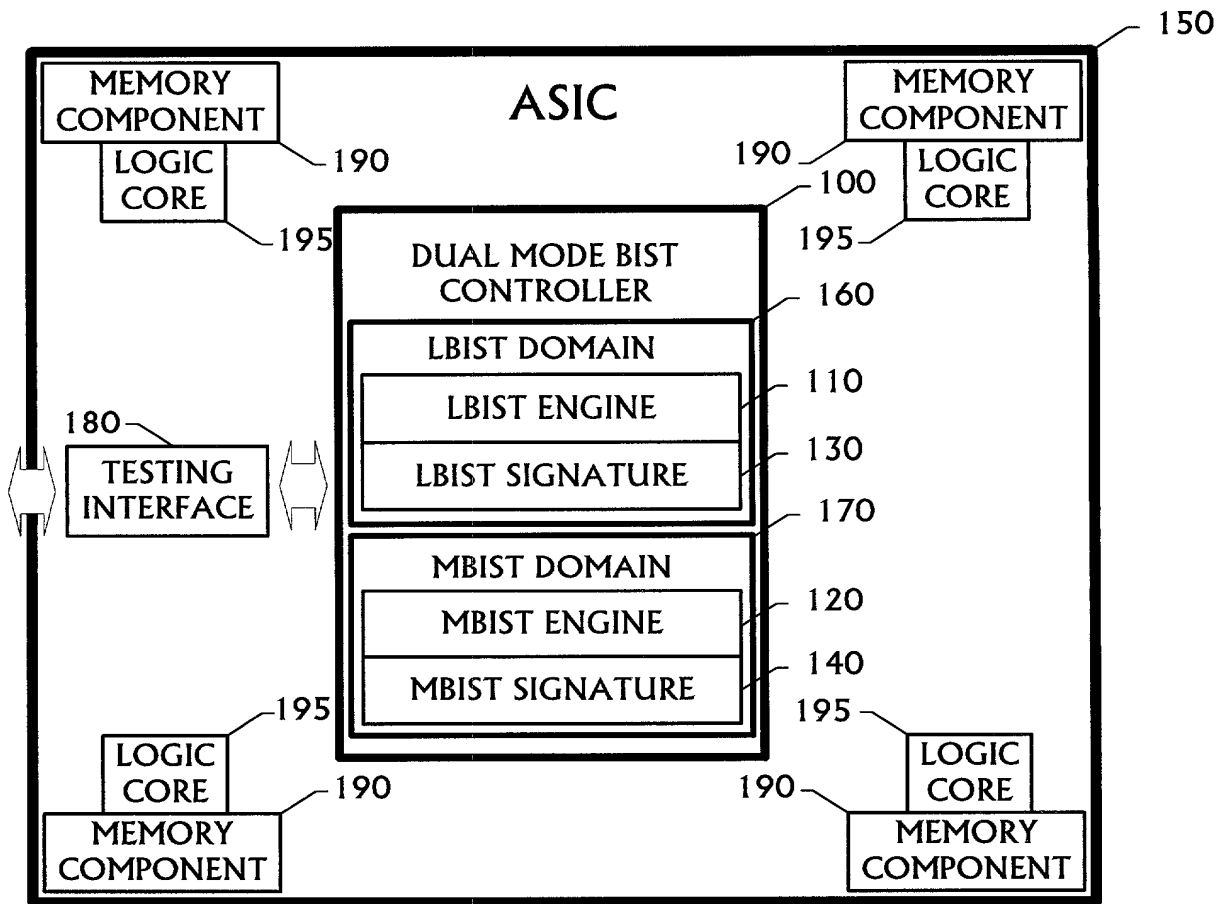 150
MEMORY
COMPONENT
ASIC
MEMORY
COMPONENT
190
LOGIC
CORE
190
LOGIC
CORE
100
195
195
DUAL MODE BIST
CONTROLLER
160
LBIST DOMAIN
110
LBIST ENGINE
180
130
TESTING
INTERFACE
LBIST SIGNATURE
170
MBIST DOMAIN
120
MBIST ENGINE
140
MBIST SIGNATURE
195
195
LOGIC
CORE
LOGIC
CORE
190
190
MEMORY
COMPONENT
MEMORY
COMPONENT